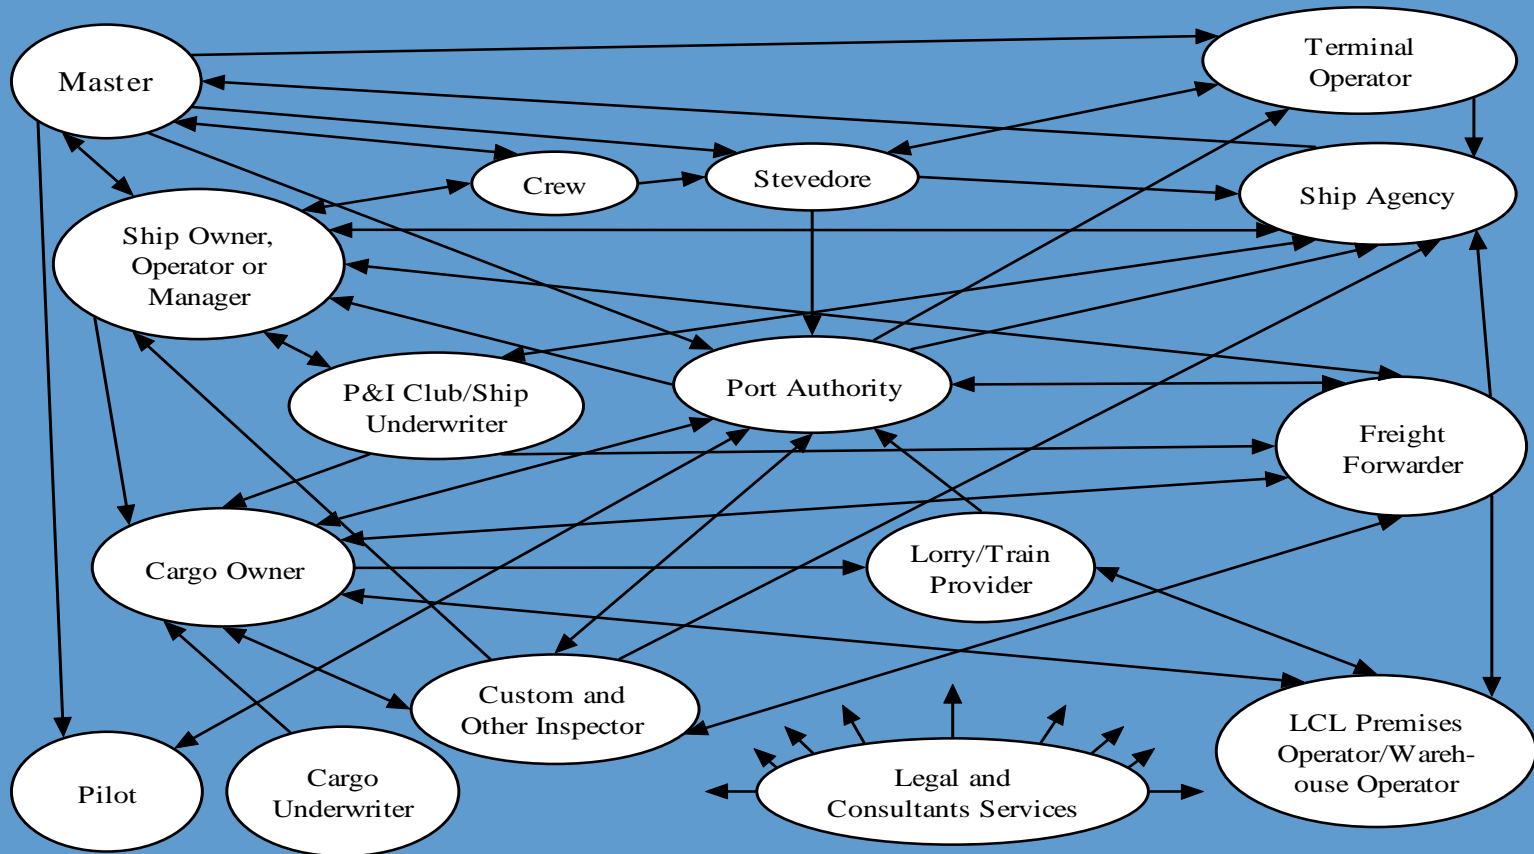 Master
Terminal
Operator
Crew
Stevedore
Ship Agency
Ship Owner,
Operator or
Manager
P&I Club/Ship
Underwriter
Port Authority
Freight
Forwarder
Cargo Owner
Lorry/Train
Provider
Custom and
Other Inspector
LCL Premises
Operator/Wareh-
ouse Operator
Pilot
Cargo
Underwriter
Legal and
Consultants Services